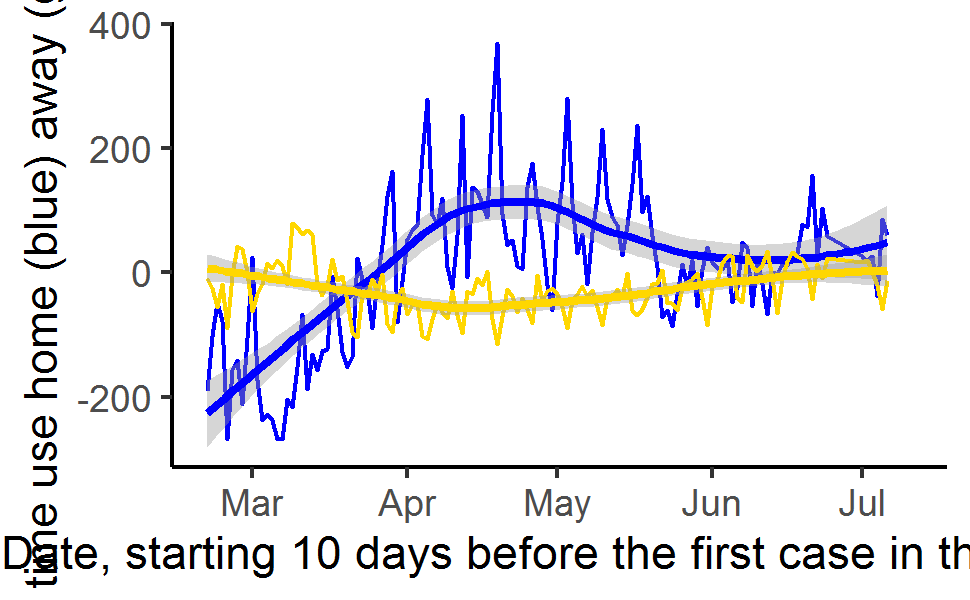 time use home (blue) away (
400
200
0
-200
Mar Apr May Jun Jul
Date, starting 10 days before the first case in th